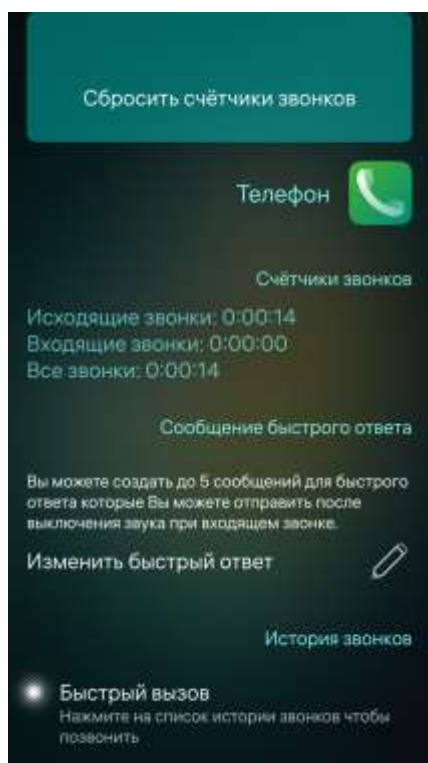 Сбросить счётчики звонков
Телефон
Счётчики звонков
Исходящие звонки: 0:00:14
Входящие звонки: 0:00:00
Все звонки: 0:00:14
Сообщение быстрого ответа
Вы можете создать до 5 сообщений для быстрого
ответа которые Вы можете отправить после
выключения звука при входящем звонке.
Изменить быстрый ответ
История звонков
Быстрый вызов
Нажмите на список истории звонков чтобы
позвонить